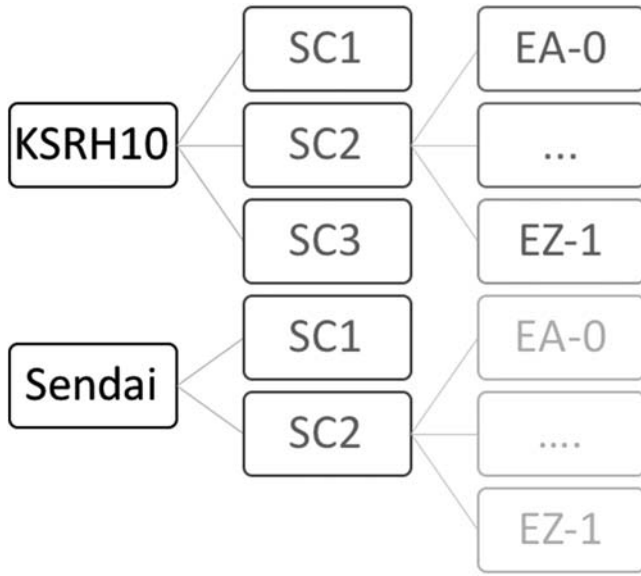 SC1
EA-0
KSRH10
SC2
...
SC3
EZ-1
SC1
EA-0
Sendai
SC2
....
EZ-1